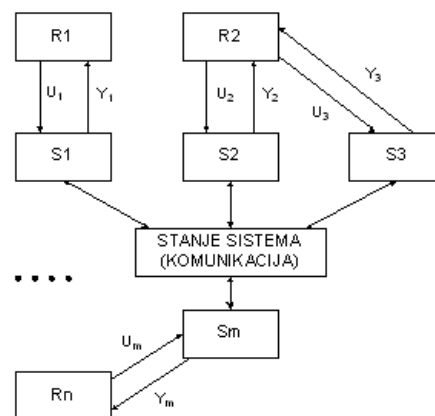 R1
R2
U1
Y1
U2
Y2
U3
Y3
S1
S2
S3
STANJE SISTEMA
(KOMUNIKACIJA)
....
Sm
Um
Ym
Rn